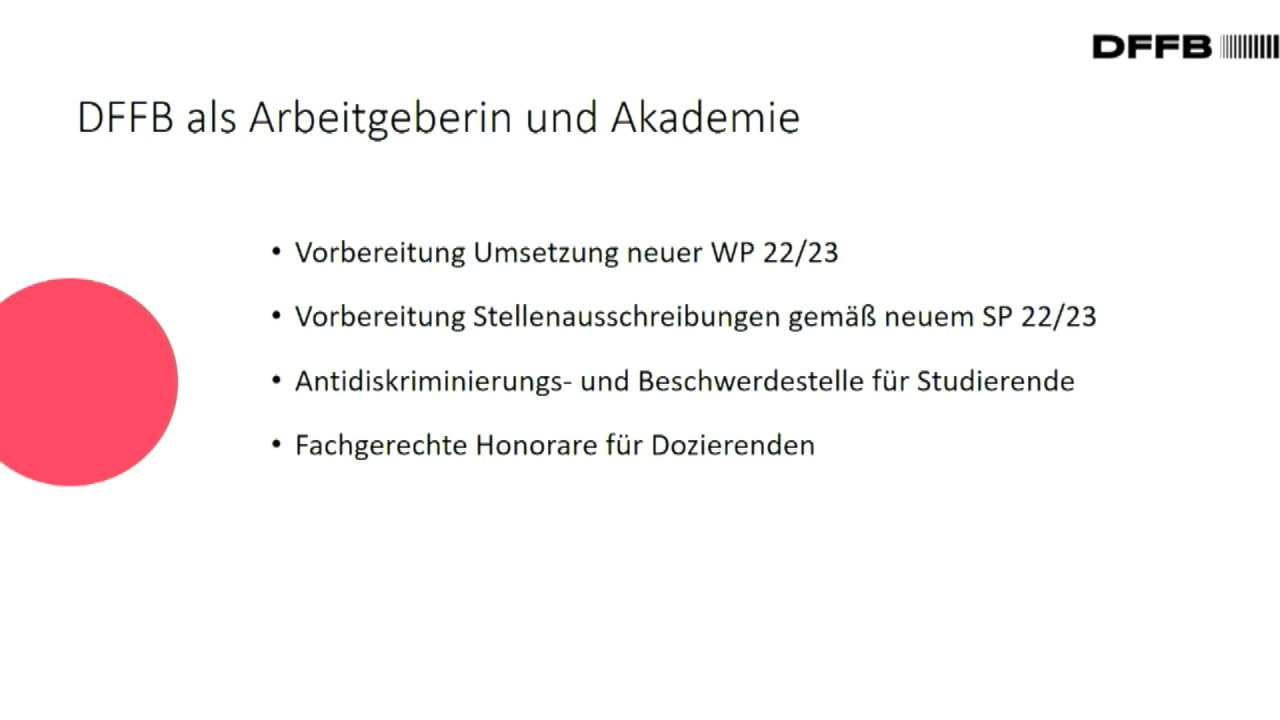 DFFB
DFFB als Arbeitgeberin und Akademie
• Vorbereitung Umsetzung neuer WP 22/23
• Vorbereitung Stellenausschreibungen gemäß neuem SP 22/23
• Antidiskriminierungs- und Beschwerdestelle für Studierende
• Fachgerechte Honorare für Dozierenden